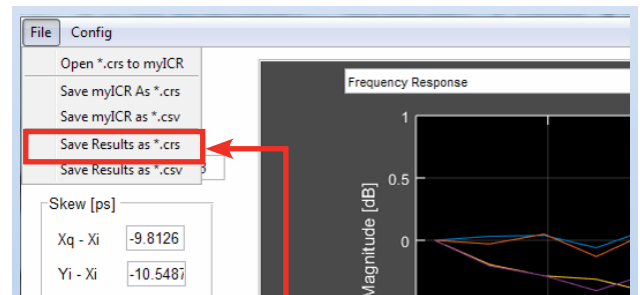 File Config
Open *.crs to myICR
Save myICR As *.crs
Save myICR as *.csv
Save Results as *.crs
Save Results as *.csv
Frequency Response
1
0.5
0
Magnitude [dB]
Skew [ps]
Xq - Xi -9.8126
Yi - Xi -10.5487